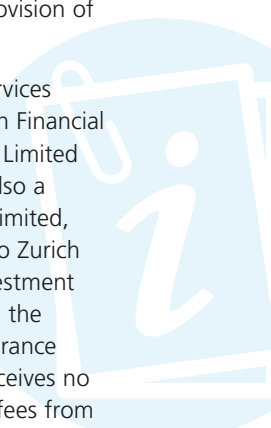 ovision of
rvices
n Financial
Limited
lso a
imited,
o Zurich
estment
the
rance
ceives no
fees from